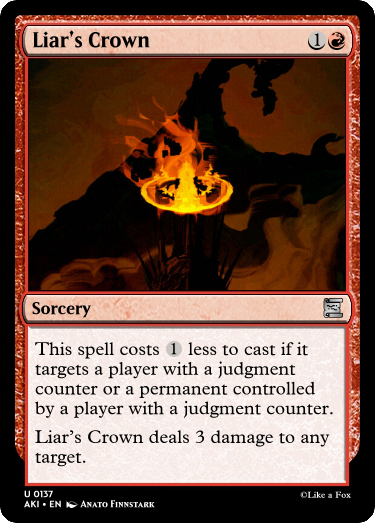 Liar's Crown 1
Sorcery
This spell costs 1 less to cast if it
targets a player with a judgment
counter or a permanent controlled
by a player with a judgment counter.
Liar's Crown deals 3 damage to any
target.
U 0137
AKI • EN Anato Finnstark
©Like a Fox